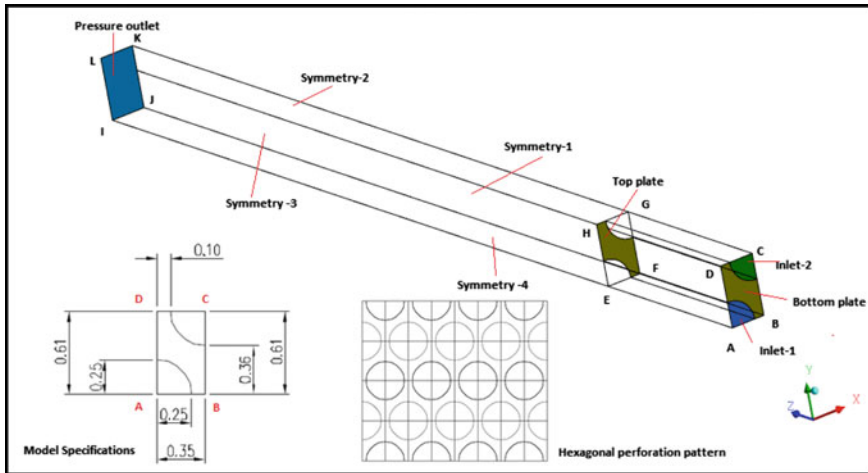 Pressure outlet
K
L
Symmetry-2
J
I
Symmetry-1
Top plate
Symmetry -3
G
H
C
0.10
F
D
Inlet-2
Symmetry -4
E
Bottom plate
D C
B
A
Inlet-1
0.61
0.25
0.36
0.61
A B
0.25
0.35
Y
Z
X
Model Specifications
Hexagonal perforation pattern